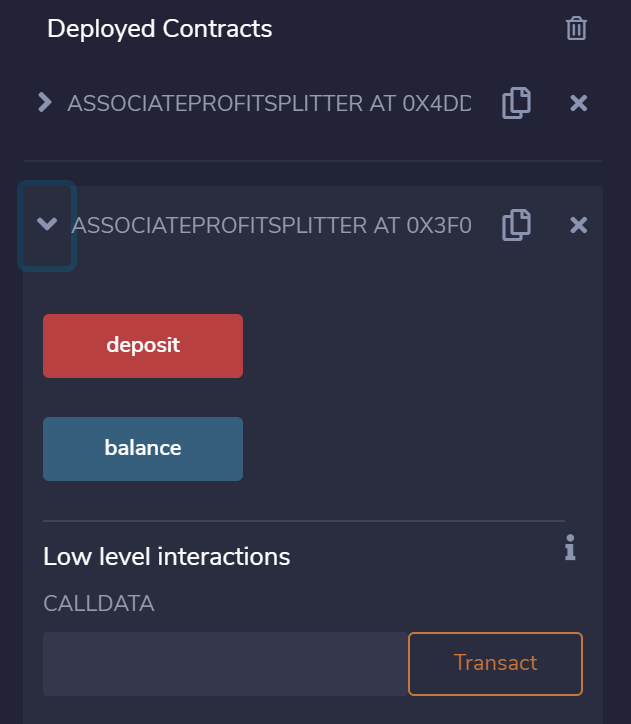 Deployed Contracts
ASSOCIATEPROFITSPLITTER AT 0X4DD
ASSOCIATEPROFITSPLITTER AT 0X3F0
deposit
balance
Low level interactions
CALLDATA
Transact